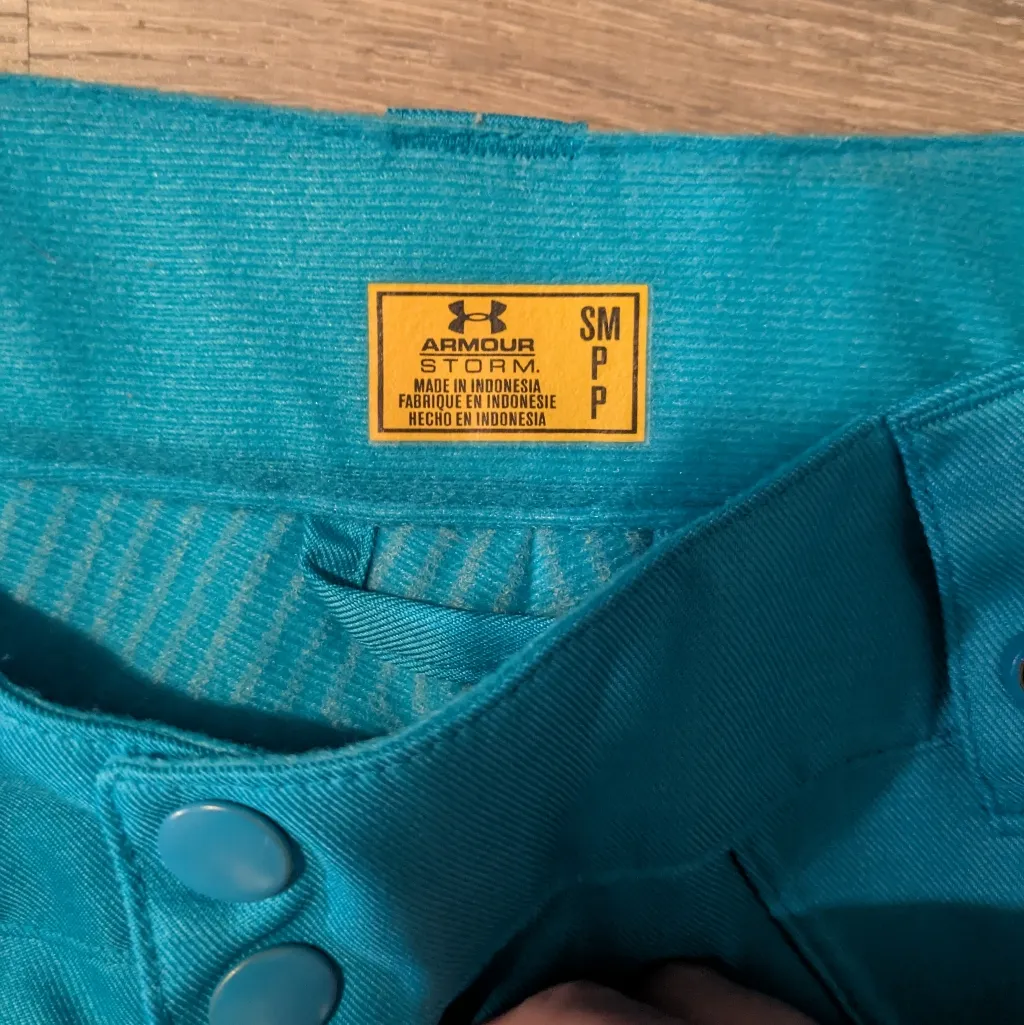 ARMOUR
STORM.
MADE IN INDONESIA
FABRIQUE EN INDONESIE
HECHO EN INDONESIA
SM
P
P